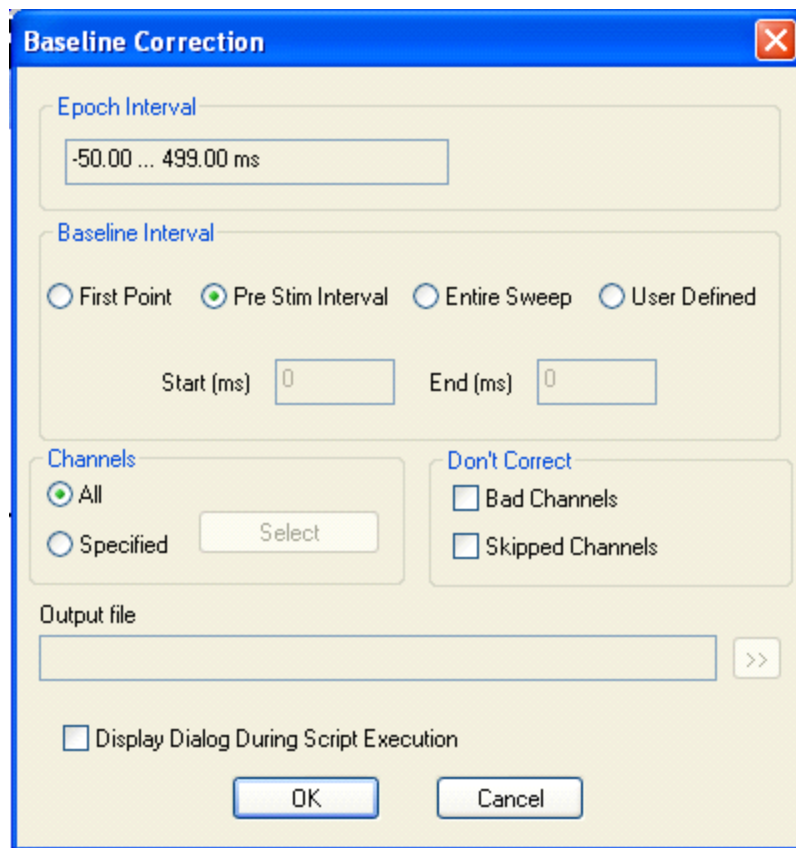 Baseline Correction
Epoch Interval
-50.00 ... 499.00 ms
Baseline Interval
First Point Pre Stim Interval Entire Sweep User Defined
Start (ms) 0 End (ms) 0
Channels
All
Specified Select
Don't Correct
Bad Channels
Skipped Channels
Output file
>>
Display Dialog During Script Execution
OK Cancel